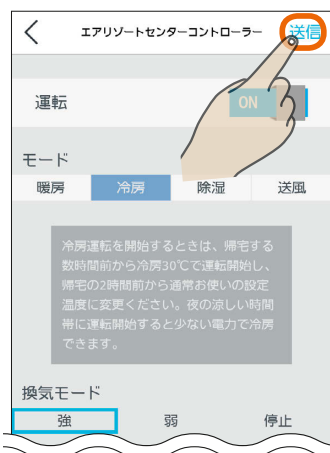 エアリゾートセンターコントローラー 送信
運転 ON
モード
暖房 冷房 除湿 送風
冷房運転を開始するときは、帰宅する
数時間前から冷房30℃で運転開始し、
帰宅の2時間前から通常お使いの設定
温度に変更ください。夜の涼しい時間
帯に運転開始すると少ない電力で冷房
できます。
換気モード
強 弱 停止